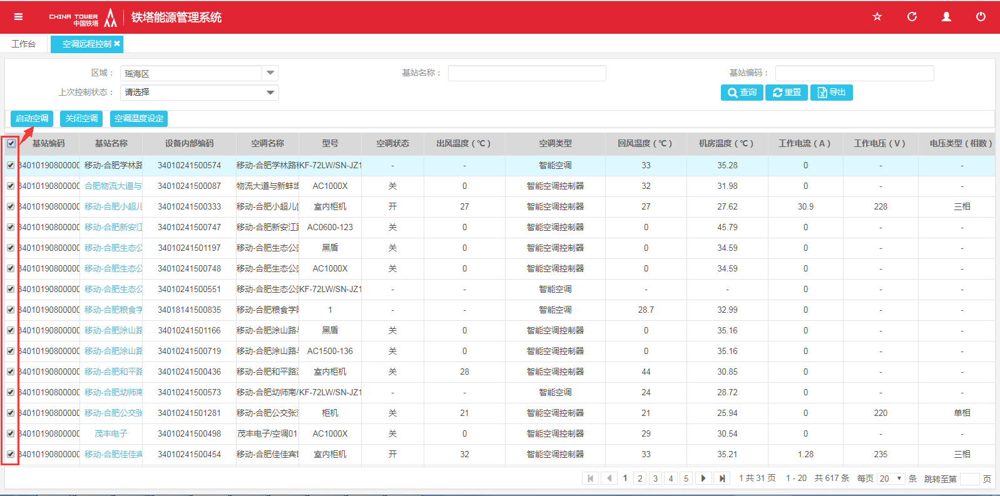 CHINA TOWER
中国铁塔
铁塔能源管理系统
工作台 空调远程控制
区域： 瑶海区 基站名称： 基站编码：
上次控制状态： 请选择 查询 重置 导出
启动空调 关闭空调 空调温度设定
基站编码 基站名称 设备内部编码 空调名称 型号 空调状态 出风温度（℃） 空调类型 回风温度（℃） 机房温度（℃） 工作电流（A） 工作电压（V） 电压类型（相数）
34010190800000 移动-合肥学林路 34010241500574 移动-合肥学林路 KF-72LW/SN-JZ1 - - 智能空调 33 35.28 0 - -
34010190800000 合肥物流大道与 34010241500087 物流大道与新蚌埠 AC1000X 关 0 智能空调控制器 32 31.98 0 - -
34010190800000 移动-合肥小超儿 34010241500333 移动-合肥小超儿 室内柜机 开 27 智能空调控制器 27 27.62 30.9 228 三相
34010190800000 移动-合肥新安江 34010241500747 移动-合肥新安江路 AC0600-123 关 0 智能空调控制器 0 45.79 0 - -
34010190800000 移动-合肥生态公 34010241501197 移动-合肥生态公园 黑盾 关 0 智能空调控制器 0 34.59 0 - -
34010190800000 移动-合肥生态公 34010241500748 移动-合肥生态公园 AC1000X 关 0 智能空调控制器 0 34.59 0 - -
34010190800000 移动-合肥生态公 34010241500551 移动-合肥生态公园 KF-72LW/SN-JZ1 - - 智能空调 - - 0 - -
34010190800000 移动-合肥粮食学 34018141500835 移动-合肥粮食学 1 - - 智能空调 28.7 32.99 0 - -
34010190800000 移动-合肥涂山路 34010241501166 移动-合肥涂山路 黑盾 关 0 智能空调控制器 0 35.16 0 - -
34010190800000 移动-合肥涂山路 34010241500719 移动-合肥涂山路 AC1500-136 关 0 智能空调控制器 0 35.16 0 - -
34010190800000 移动-合肥和平路 34010241500436 移动-合肥和平路 室内柜机 关 28 智能空调控制器 44 30.85 0 - -
34010190800000 移动-合肥幼师南 34010241500573 移动-合肥幼师南/ KF-72LW/SN-JZ1 - - 智能空调 24 28.72 0 - -
34010190800000 移动-合肥公交张 34010241501281 移动-合肥公交张 柜机 关 21 智能空调控制器 21 25.94 0 220 单相
34010190800000 茂丰电子 34010241500498 茂丰电子/空调01 AC1000X 关 0 智能空调控制器 29 30.54 0 - -
34010190800000 移动-合肥佳佳宾 34010241500454 移动-合肥佳佳宾 室内柜机 开 32 智能空调控制器 33 35.21 1.28 235 三相
1 2 3 4 5 1 共 31 页 1 - 20 共 617 条 每页 20 条 跳转至第 页